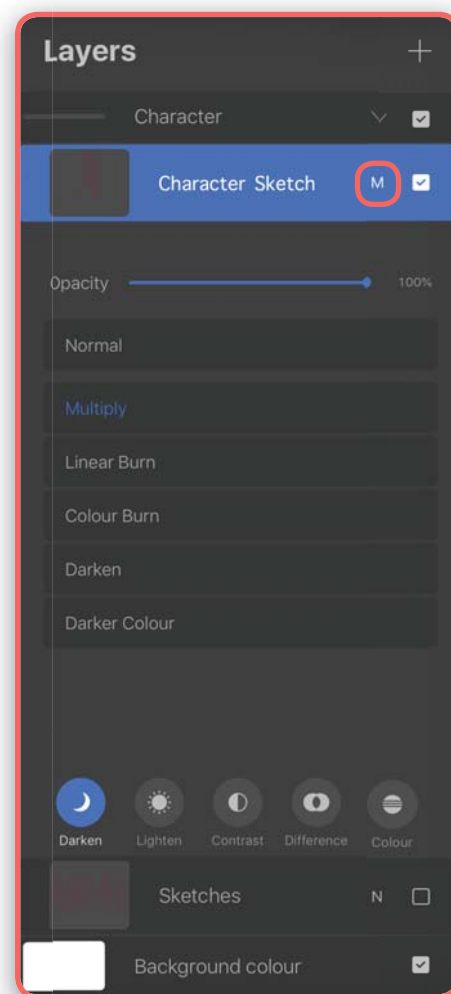 Layers
Character
Character Sketch M
Opacity 100%
Normal
Multiply
Linear Burn
Colour Burn
Darken
Darker Colour
Darken Lighten Contrast Difference Colour
Sketches N
Background colour